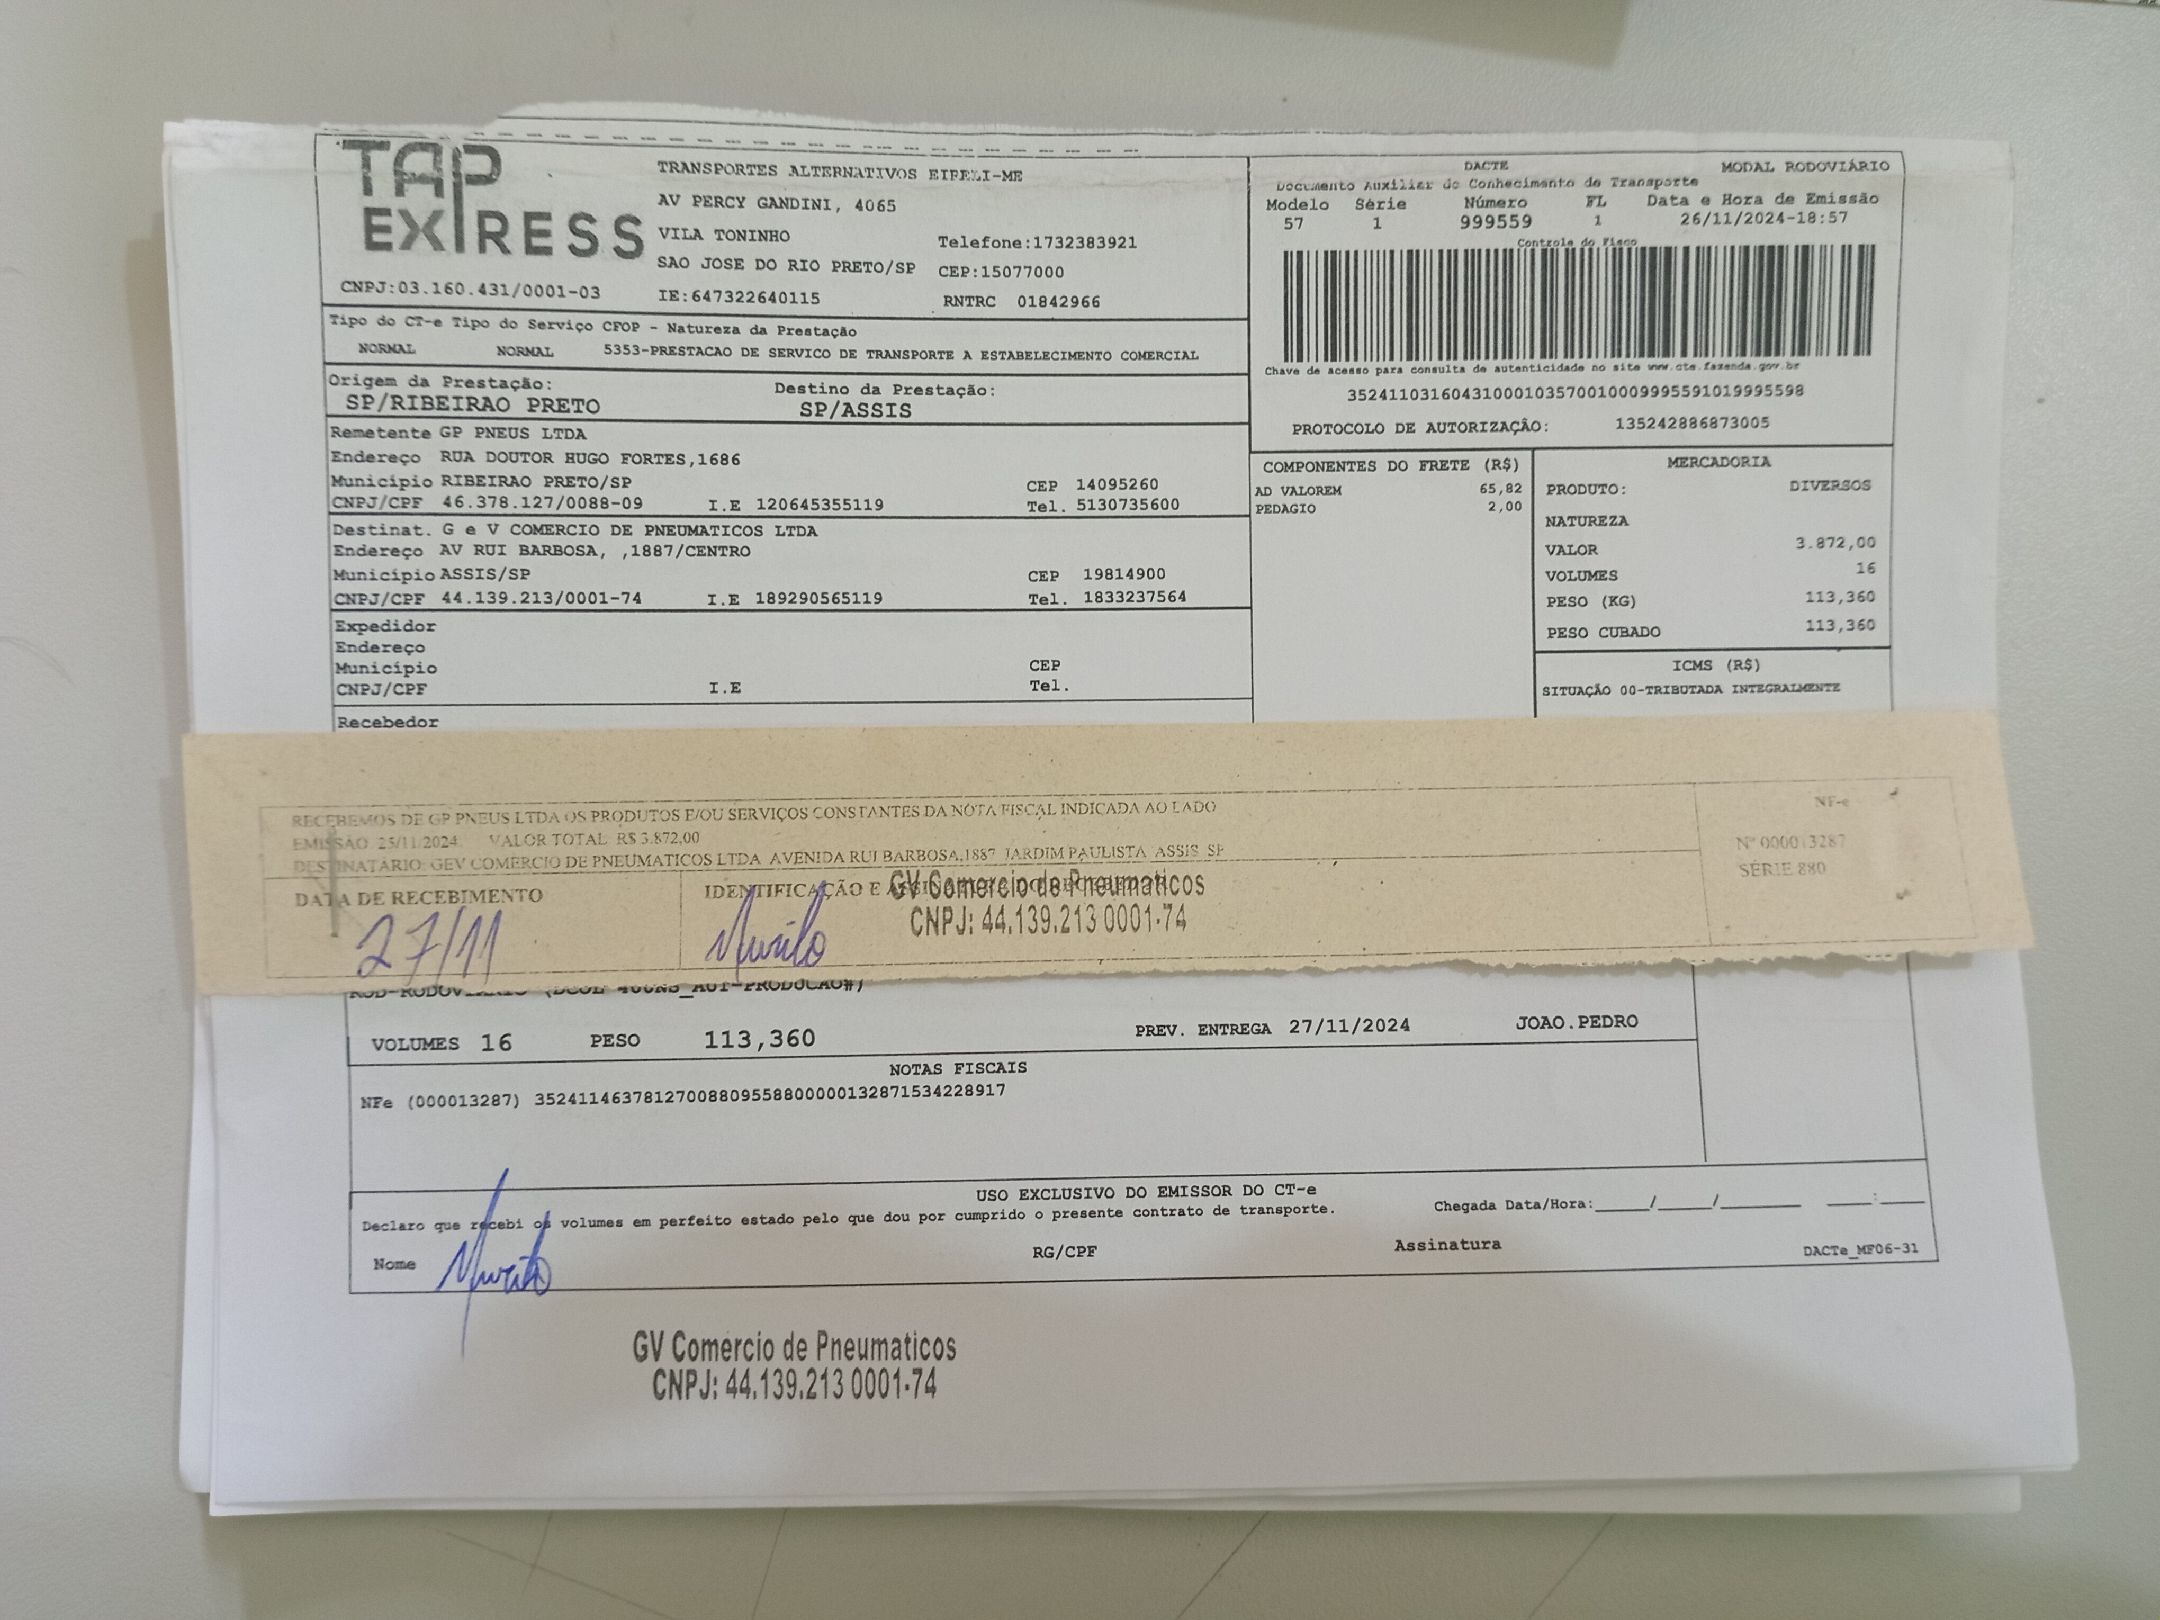 TAP
EXPRESS
CNPJ:03.160.431/0001-03
TRANSPORTES ALTERNATIVOS EIRELI-ME
AV PERCY GANDINI, 4065
VILA TONINHO
Telefone:1732383921
SAO JOSE DO RIO PRETO/SP CEP:15077000
IE:647322640115 RNTRC 01842966
DACTE MODAL RODOVIÁRIO
Documento Auxiliar do Conhecimento de Transporte
Modelo Série Número FL Data e Hora de Emissão
57 1 999559 1 26/11/2024-18:57
Controle do Fisco
Chave de acesso para consulta de autenticidade no site www.cte.fazenda.gov.br
35241103160431000103570010009995591019995598
PROTOCOLO DE AUTORIZAÇÃO: 135242886873005
Tipo do CT-e Tipo do Serviço CFOP - Natureza da Prestação
NORMAL NORMAL 5353-PRESTACAO DE SERVICO DE TRANSPORTE A ESTABELECIMENTO COMERCIAL
Origem da Prestação: Destino da Prestação:
SP/RIBEIRAO PRETO SP/ASSIS
Remetente GP PNEUS LTDA
Endereço RUA DOUTOR HUGO FORTES,1686
Município RIBEIRAO PRETO/SP CEP 14095260
CNPJ/CPF 46.378.127/0088-09 I.E 120645355119 Tel. 5130735600
Destinat. G e V COMERCIO DE PNEUMATICOS LTDA
Endereço AV RUI BARBOSA, ,1887/CENTRO
Município ASSIS/SP CEP 19814900
CNPJ/CPF 44.139.213/0001-74 I.E 189290565119 Tel. 1833237564
Expedidor
Endereço
Município CEP
CNPJ/CPF I.E Tel.
Recebedor
COMPONENTES DO FRETE (R$)
AD VALOREM 65,82
PEDAGIO 2,00
MERCADORIA
PRODUTO: DIVERSOS
NATUREZA
VALOR 3.872,00
VOLUMES 16
PESO (KG) 113,360
PESO CUBADO 113,360
ICMS (R$)
SITUAÇÃO 00-TRIBUTADA INTEGRALMENTE
RECEBEMOS DE GP PNEUS LTDA OS PRODUTOS E/OU SERVIÇOS CONSTANTES DA NOTA FISCAL INDICADA AO LADO
EMISSÃO 25/11/2024 VALOR TOTAL R$ 3.872,00
DESTINATÁRIO: GEV COMERCIO DE PNEUMATICOS LTDA AVENIDA RUI BARBOSA,1887 JARDIM PAULISTA ASSIS SP
NF-e
Nº 000013287
SÉRIE 880
DATA DE RECEBIMENTO
27/11
IDENTIFICAÇÃO E
Murilo
GV Comercio de Pneumaticos
CNPJ: 44.139.213 0001-74
VOLUMES 16 PESO 113,360 PREV. ENTREGA 27/11/2024 JOAO.PEDRO
NOTAS FISCAIS
NFe (000013287) 35241146378127008809558800000132871534228917
USO EXCLUSIVO DO EMISSOR DO CT-e
Declaro que recebi os volumes em perfeito estado pelo que dou por cumprido o presente contrato de transporte. Chegada Data/Hora:_____/_____/_______ ___:____
Nome Murilo RG/CPF Assinatura DACTe_MF06-31
GV Comercio de Pneumaticos
CNPJ: 44.139.213 0001-74